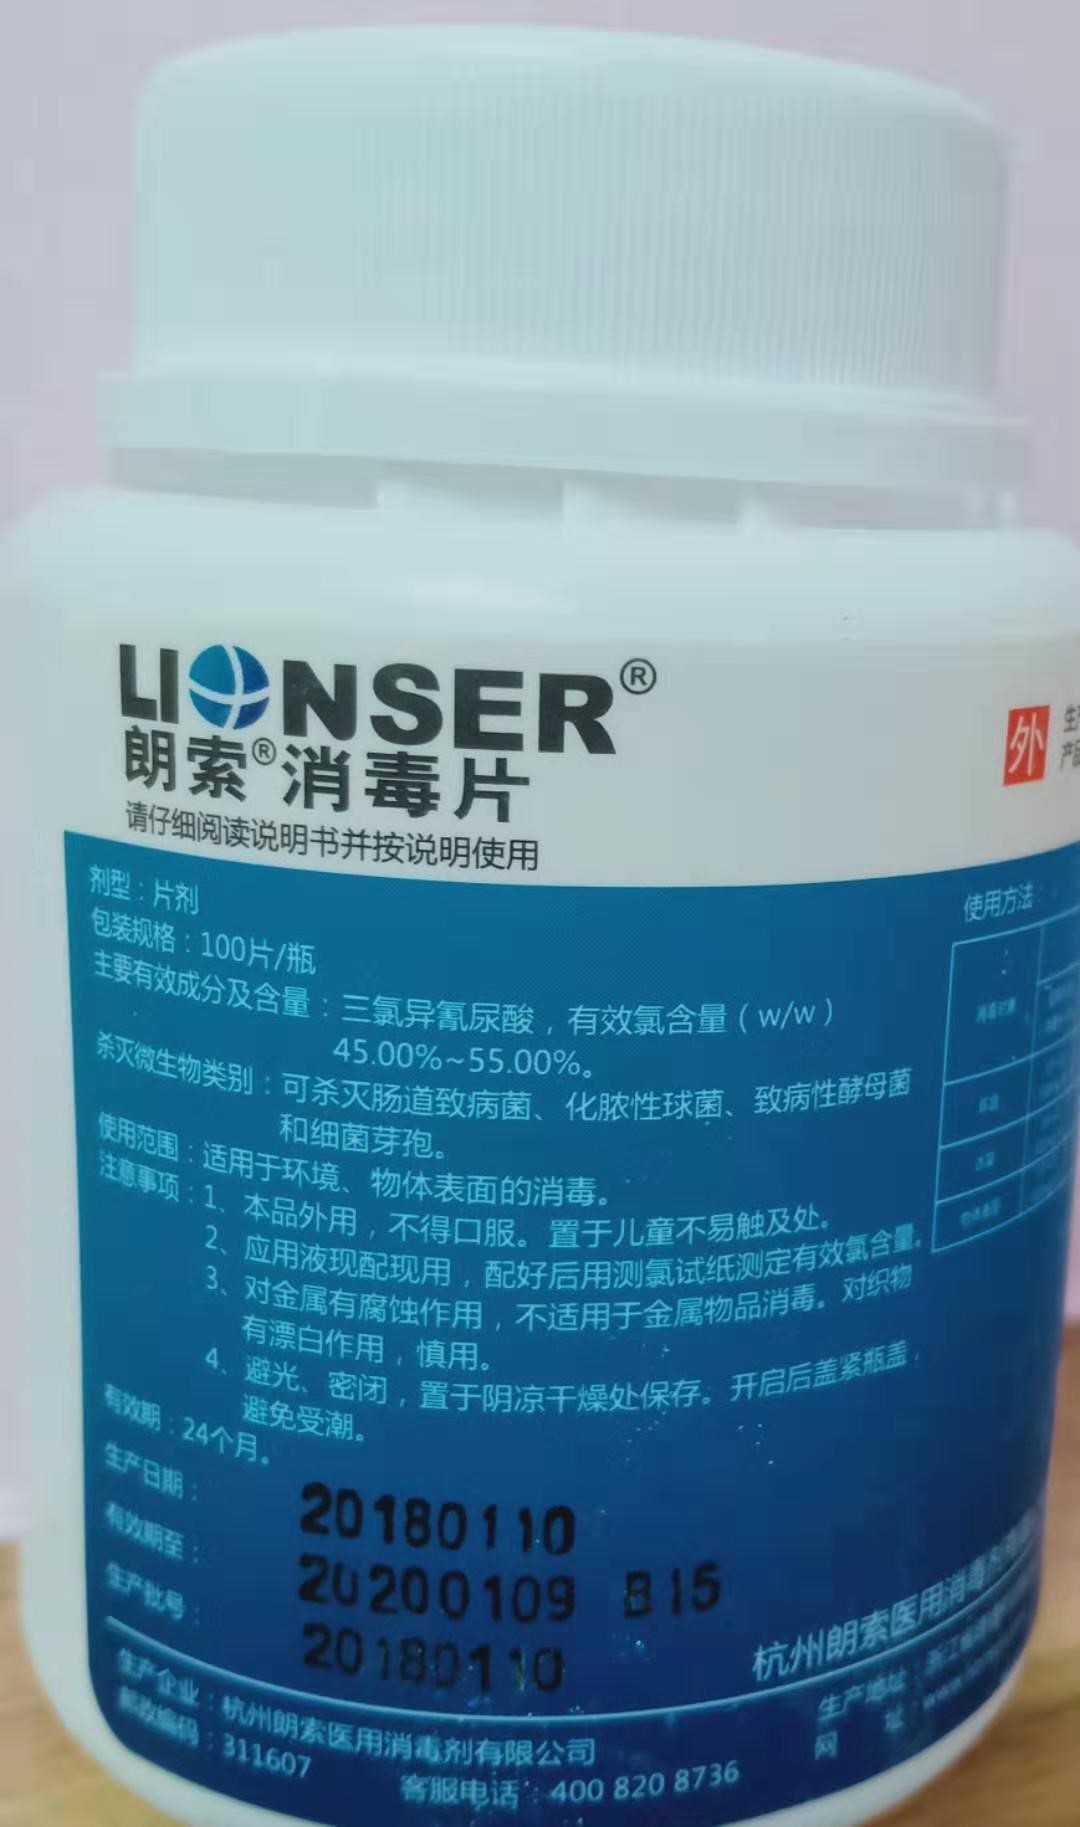 LIONSER®
朗索®消毒片
请仔细阅读说明书并按说明使用
外
剂型：片剂
包装规格：100片/瓶
主要有效成分及含量：三氯异氰尿酸，有效氯含量（w/w）
45.00%~55.00%。
杀灭微生物类别：可杀灭肠道致病菌、化脓性球菌、致病性酵母菌
和细菌芽孢。
使用范围：适用于环境、物体表面的消毒。
注意事项：1、本品外用，不得口服。置于儿童不易触及处。
2、应用液现配现用，配好后用测氯试纸测定有效氯含量。
3、对金属有腐蚀作用，不适用于金属物品消毒。对织物
有漂白作用，慎用。
4、避光、密闭，置于阴凉干燥处保存。开启后盖紧瓶盖，
避免受潮。
有效期：24个月。
生产日期：20180110
有效期至：20200109 B15
生产批号：20180110
使用方法：
杭州朗索医用消毒剂
生产企业：杭州朗索医用消毒剂有限公司
生产地址：浙江
邮政编码：311607
客服电话：400 820 8736
网 址：